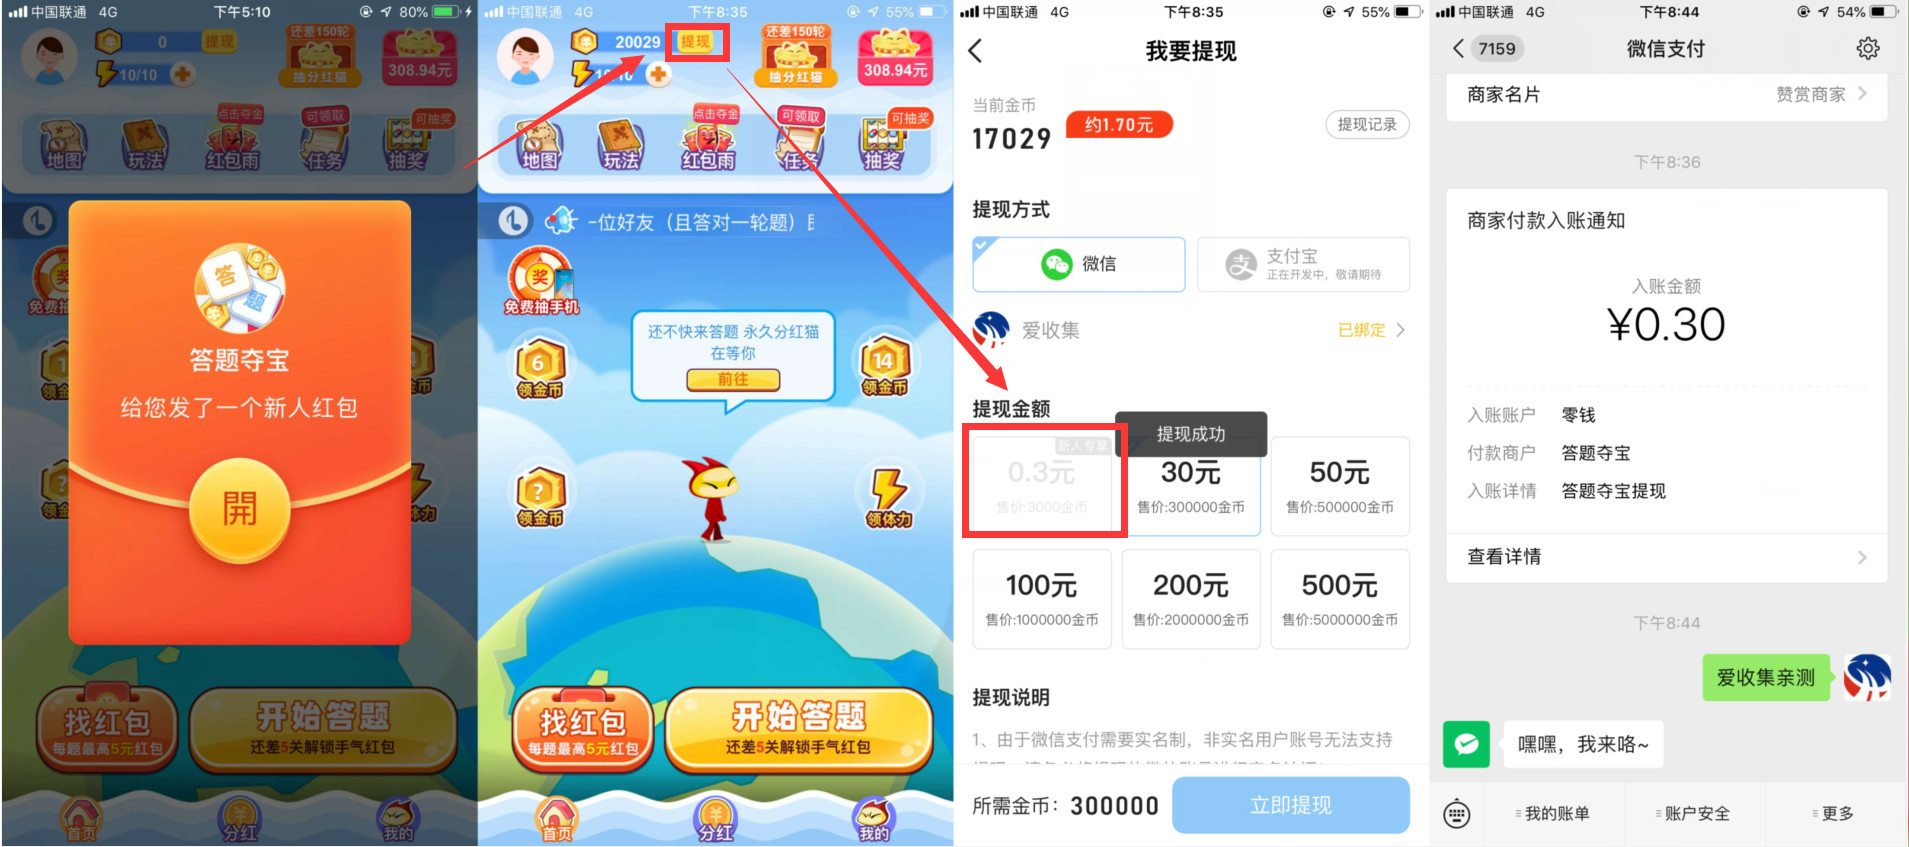 中国联通 4G 下午5:10 80%
0 提现
10/10
还差150轮
抽分红猫
308.94元
地图
玩法
点击夺金
红包雨
可领取
任务
可抽奖
抽奖
奖
答
题
答题夺宝
给您发了一个新人红包
開
找红包
每题最高5元红包
开始答题
还差5关解锁手气红包
首页
分红
我的
中国联通 4G 下午8:35 55%
20029 提现
10/10
还差150轮
抽分红猫
308.94元
地图
玩法
点击夺金
红包雨
可领取
任务
可抽奖
抽奖
一位好友（且答对一轮题）
奖
免费抽手机
还不快来答题 永久分红猫
在等你
前往
6
领金币
14
领金币
?
领金币
领体力
找红包
每题最高5元红包
开始答题
还差5关解锁手气红包
首页
分红
我的
中国联通 4G 下午8:35 55%
我要提现
当前金币
17029 约1.70元
提现记录
提现方式
微信
支付宝
正在开发中，敬请期待
爱收集
已绑定
提现金额
提现成功
新人专享
0.3元
售价:3000金币
30元
售价:300000金币
50元
售价:500000金币
100元
售价:1000000金币
200元
售价:2000000金币
500元
售价:5000000金币
提现说明
1、由于微信支付需要实名制，非实名用户账号无法支持
所需金币： 300000
立即提现
中国联通 4G 下午8:44 54%
7159 微信支付
商家名片 赞赏商家
下午8:36
商家付款入账通知
入账金额
¥0.30
入账账户 零钱
付款商户 答题夺宝
入账详情 答题夺宝提现
查看详情
下午8:44
爱收集亲测
嘿嘿，我来咯~
我的账单
账户安全
更多